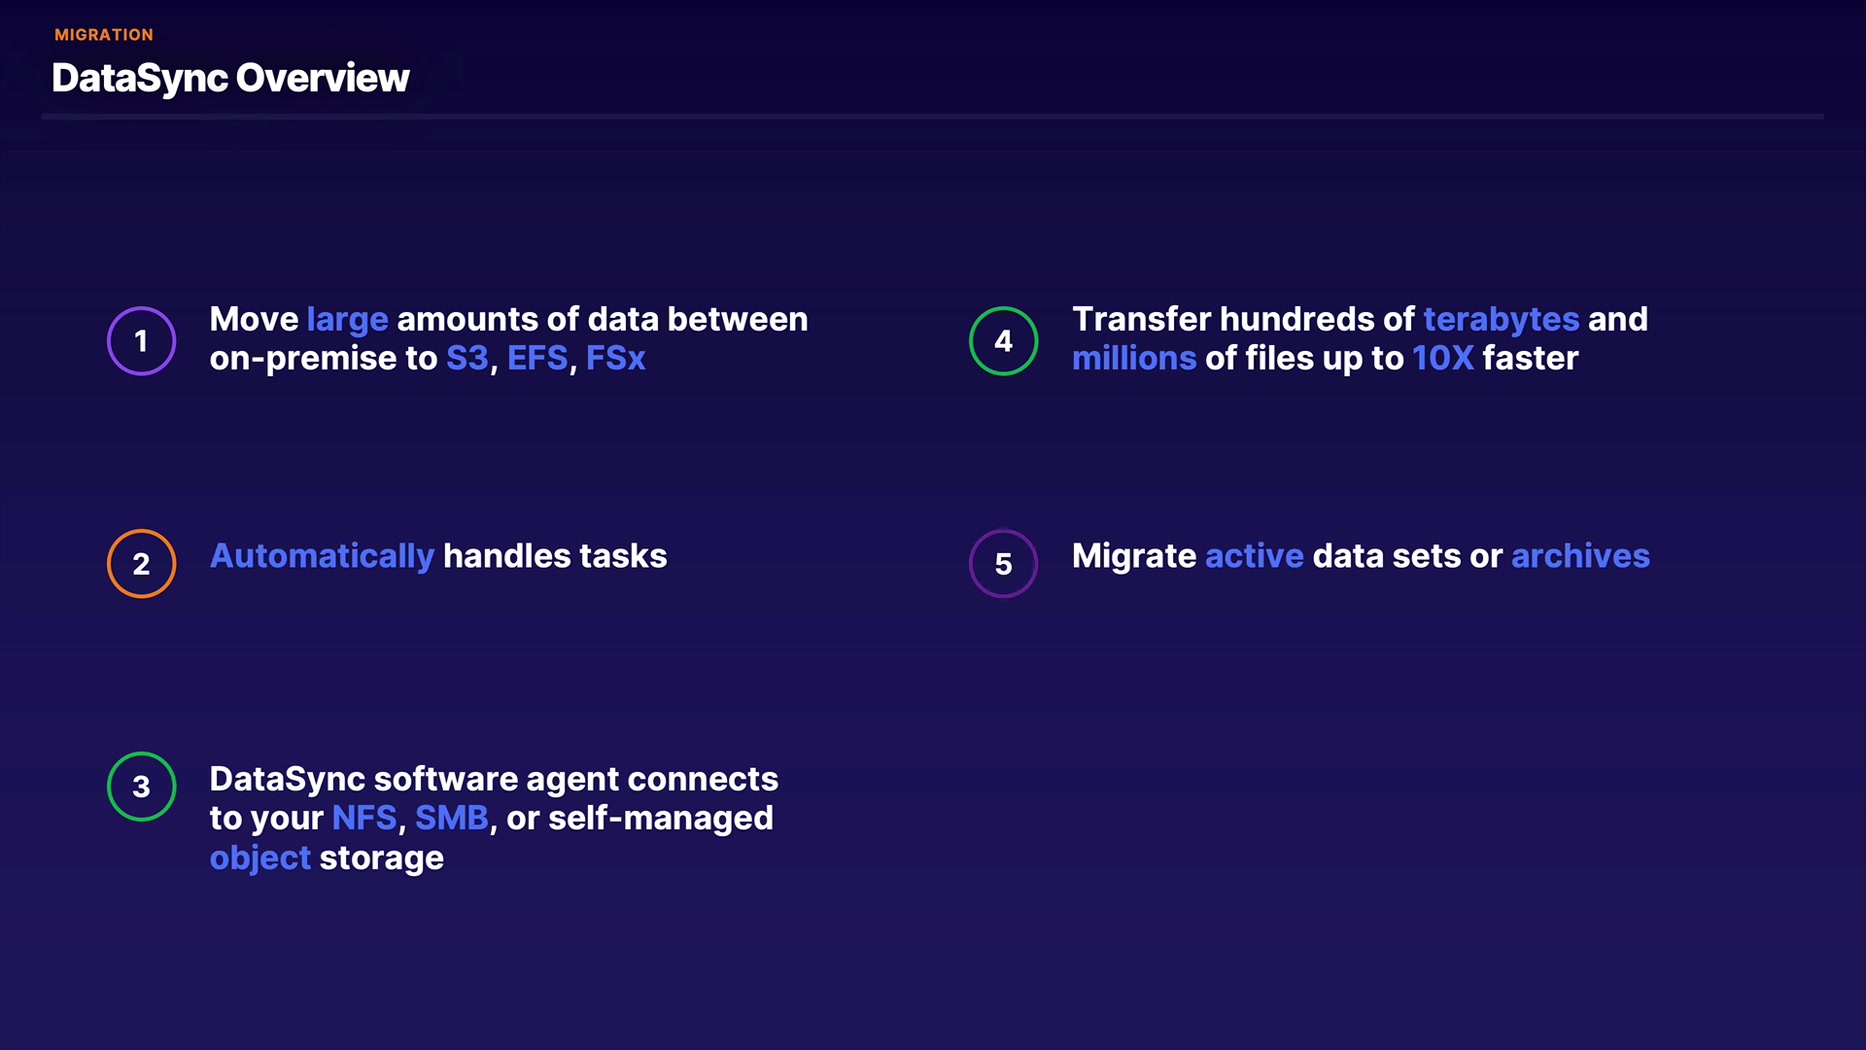 MIGRATION
DataSync Overview
1
Move large amounts of data between
on-premise to S3, EFS, FSx
2
Automatically handles tasks
3
DataSync software agent connects
to your NFS, SMB, or self-managed
object storage
4
Transfer hundreds of terabytes and
millions of files up to 10X faster
5
Migrate active data sets or archives